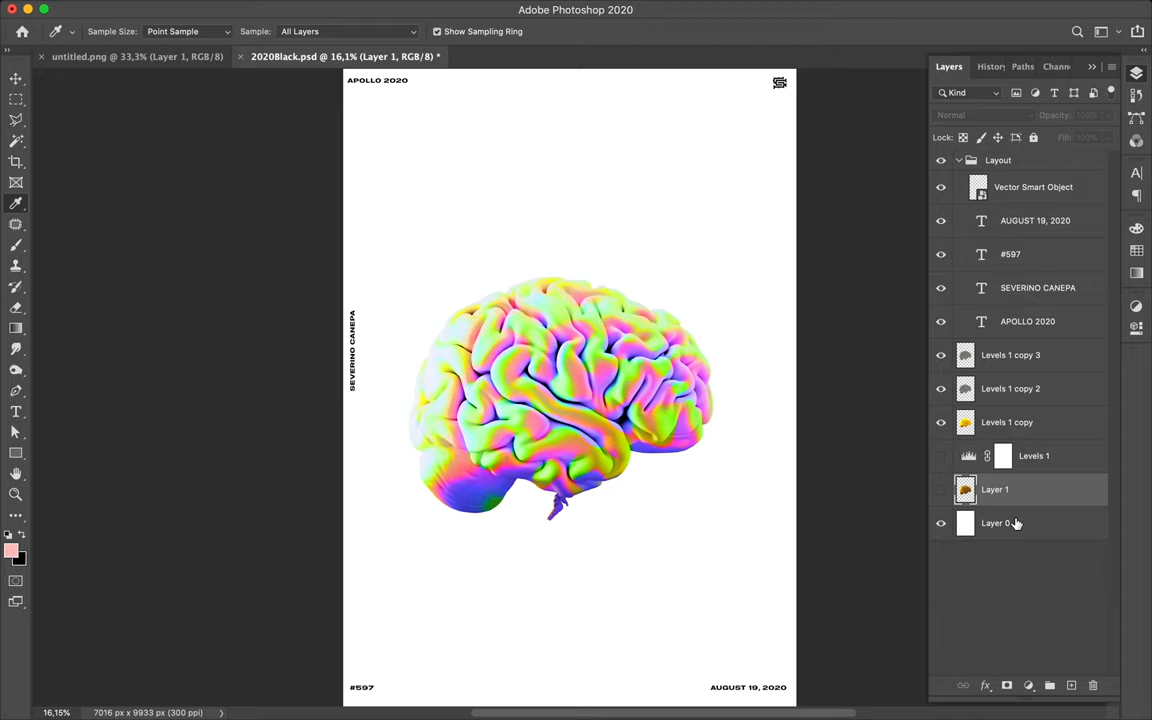 Adobe Photoshop 2020
Sample Size: Point Sample Sample: All Layers Show Sampling Ring
untitled.png @ 33,3% (Layer 1, RGB/8) 2020Black.psd @ 16,1% (Layer 1, RGB/8) *
Layers History Paths Chann
Kind
Normal Opacity: 100%
Lock: Fill: 100%
Layout
Vector Smart Object
AUGUST 19, 2020
#597
SEVERINO CANEPA
APOLLO 2020
Levels 1 copy 3
Levels 1 copy 2
Levels 1 copy
Levels 1
Layer 1
Layer 0
APOLLO 2020
SEVERINO CANEPA
#597
AUGUST 19, 2020
16,15% 7016 px x 9933 px (300 ppi)